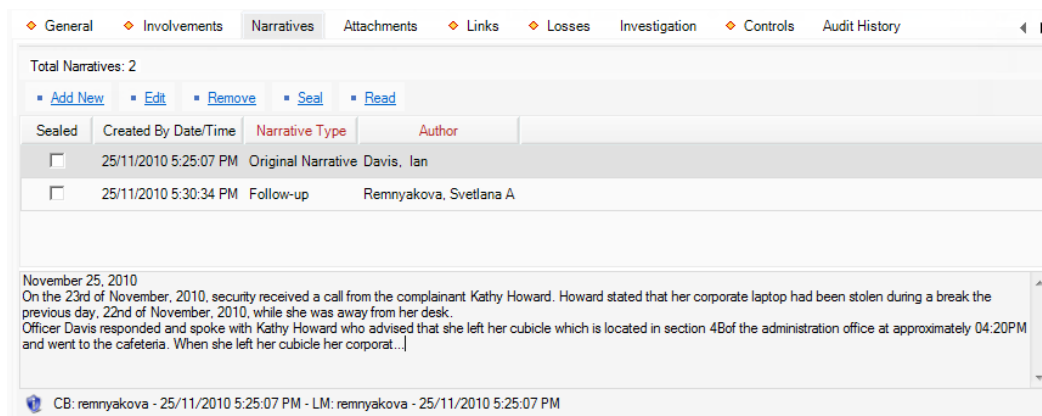 General Involvements Narratives Attachments Links Losses Investigation Controls Audit History
Total Narratives: 2
Add New Edit Remove Seal Read
Sealed Created By Date/Time Narrative Type Author
25/11/2010 5:25:07 PM Original Narrative Davis, Ian
25/11/2010 5:30:34 PM Follow-up Remnyakova, Svetlana A
November 25, 2010
On the 23rd of November, 2010, security received a call from the complainant Kathy Howard. Howard stated that her corporate laptop had been stolen during a break the
previous day, 22nd of November, 2010, while she was away from her desk.
Officer Davis responded and spoke with Kathy Howard who advised that she left her cubicle which is located in section 4Bof the administration office at approximately 04:20PM
and went to the cafeteria. When she left her cubicle her corporat...
CB: remnyakova - 25/11/2010 5:25:07 PM - LM: remnyakova - 25/11/2010 5:25:07 PM